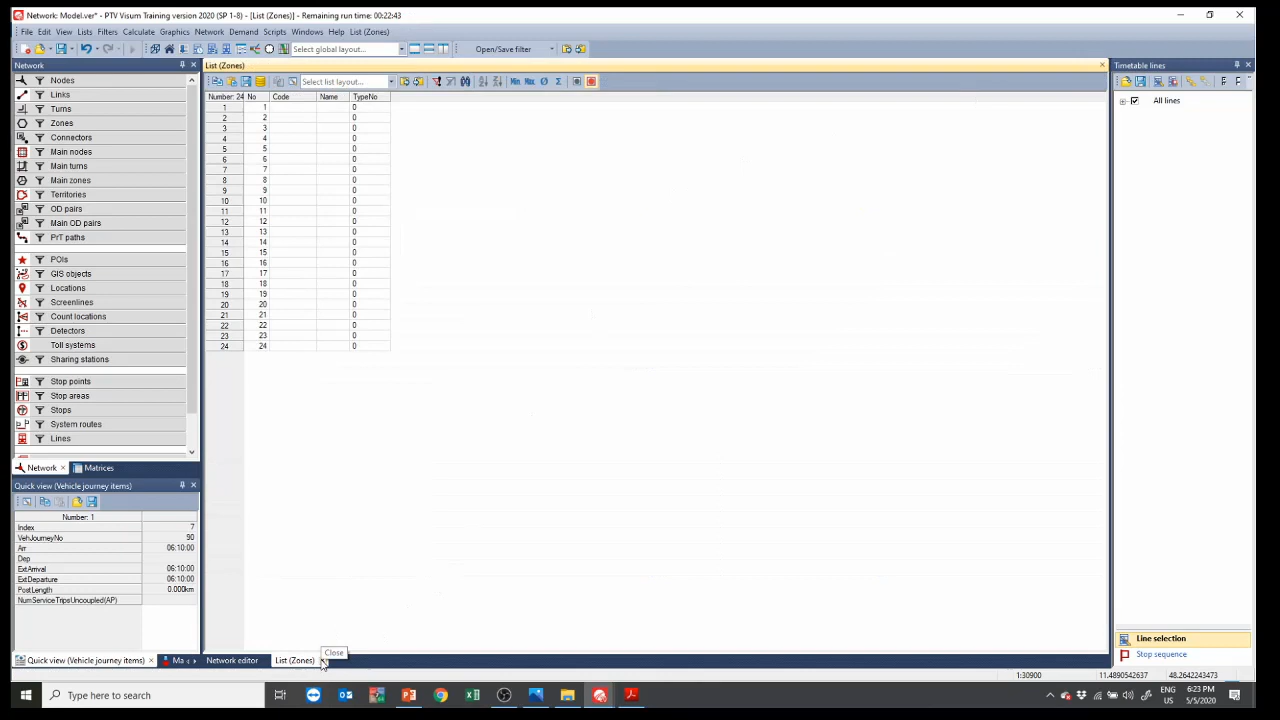 Network: Model.ver* - PTV Visum Training version 2020 (SP 1-8) - [List (Zones)] - Remaining run time: 00:22:43
File Edit View Lists Filters Calculate Graphics Network Demand Scripts Windows Help List (Zones)
Select global layout... Open/Save filter
Network
List (Zones)
Timetable lines
Nodes
Links
Turns
Zones
Connectors
Main nodes
Main turns
Main zones
Territories
OD pairs
Main OD pairs
PrT paths
POIs
GIS objects
Locations
Screenlines
Count locations
Detectors
Toll systems
Sharing stations
Stop points
Stop areas
Stops
System routes
Lines
Network Matrices
Quick view (Vehicle journey items)
Number: 1
Index 7
VehJourneyNo 90
Arr 06:10:00
Dep
ExtArrival 06:10:00
ExtDeparture 06:10:00
PostLength 0.000km
NumServiceTripsUncoupled(AP)
Quick view (Vehicle journey items) Ma
Select list layout... Min Max Ø Σ
Number: 24 No Code Name TypeNo
1 1 0
2 2 0
3 3 0
4 4 0
5 5 0
6 6 0
7 7 0
8 8 0
9 9 0
10 10 0
11 11 0
12 12 0
13 13 0
14 14 0
15 15 0
16 16 0
17 17 0
18 18 0
19 19 0
20 20 0
21 21 0
22 22 0
23 23 0
24 24 0
Close
Network editor List (Zones)
All lines
Line selection
Stop sequence
1:30900 11.4890542637 48.2642243473
Type here to search
ENG
US
6:23 PM
5/5/2020